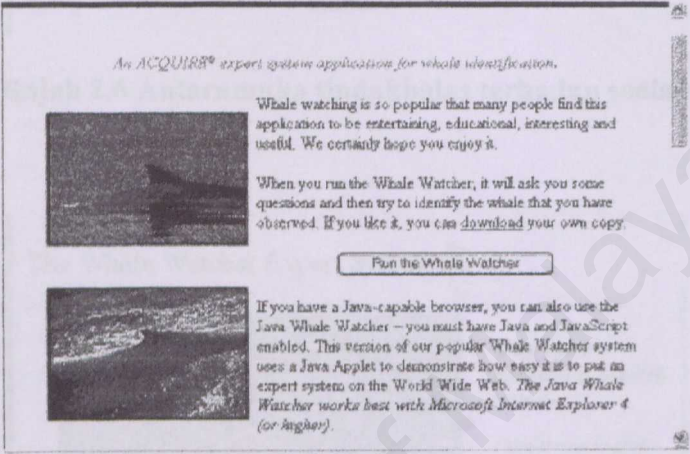 An ACQUIRE® expert system application for whale identification.
Whale watching is so popular that many people find this
application to be entertaining, educational, interesting and
useful. We certainly hope you enjoy it.
When you run the Whale Watcher, it will ask you some
questions and then try to identify the whale that you have
observed. If you like it, you can download your own copy.
Run the Whale Watcher
If you have a Java-capable browser, you can also use the
Java Whale Watcher – you must have Java and JavaScript
enabled. This version of our popular Whale Watcher system
uses a Java Applet to demonstrate how easy it is to put an
expert system on the World Wide Web. The Java Whale
Watcher works best with Microsoft Internet Explorer 4
(or higher).